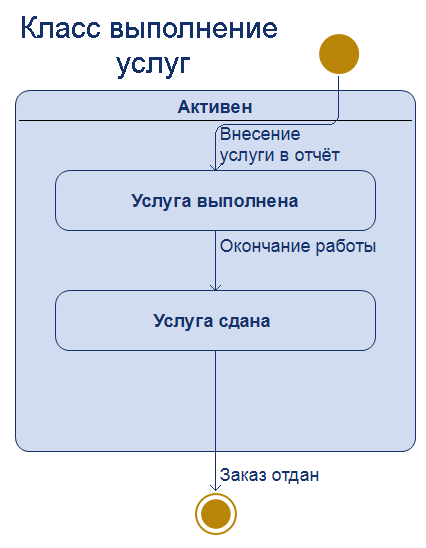 Класс выполнение
услуг
Активен
Внесение
услуги в отчёт
Услуга выполнена
Окончание работы
Услуга сдана
Заказ отдан